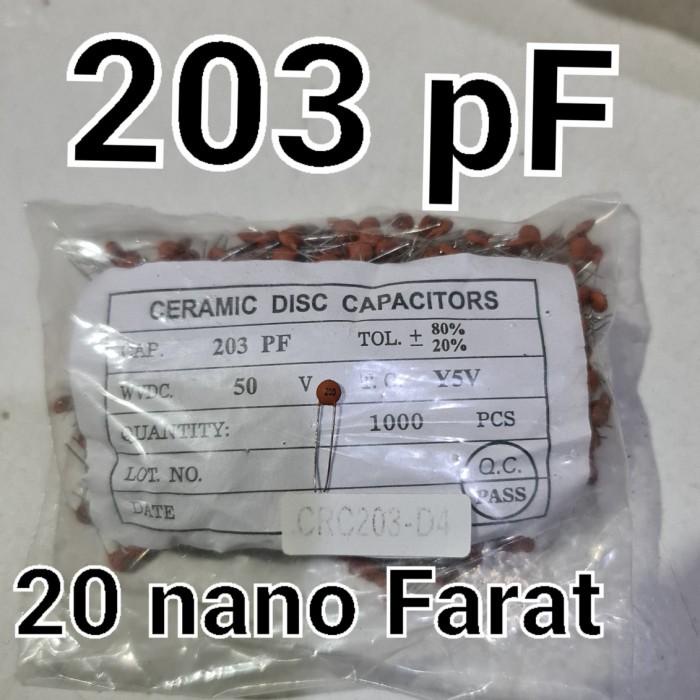 203 pF
CERAMIC DISC CAPACITORS
CAP. 203 PF TOL. ± 80% 20%
WVDC. 50 V T.C. Y5V
QUANTITY: 1000 PCS
LOT. NO. Q.C.
DATE PASS
CRC203-D4
20 nano Farat